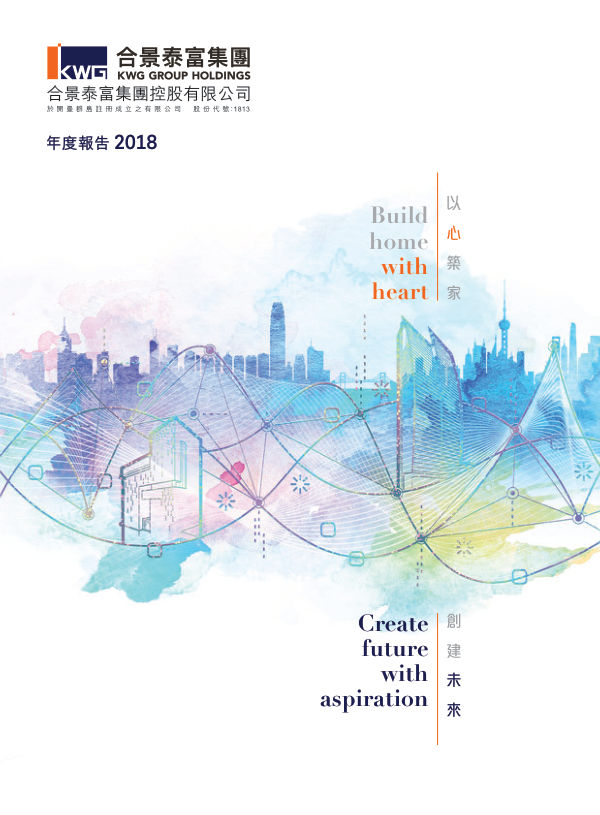 KWG
合景泰富集團
KWG GROUP HOLDINGS
合景泰富集團控股有限公司
於開曼群島註冊成立之有限公司 股份代號:1813
年度報告 2018
Build
home
with
heart
以心築家
Create
future
with
aspiration
創建未來